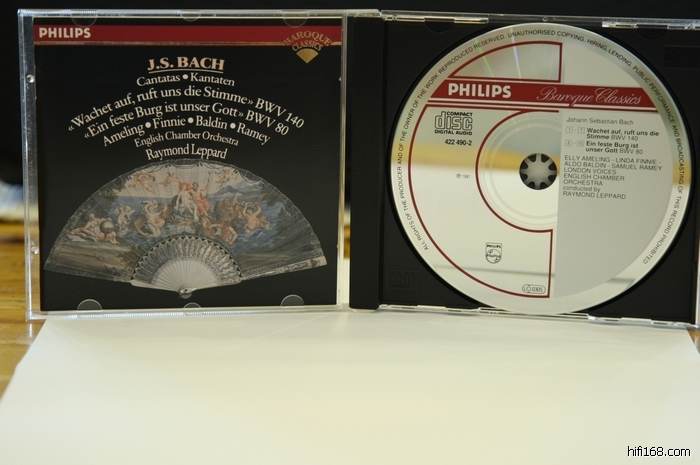 PHILIPS
BAROQUE
CLASSICS
J.S. BACH
Cantatas • Kantaten
«Wachet auf, ruft uns die Stimme» BWV 140
«Ein feste Burg ist unser Gott» BWV 80
Ameling • Finnie • Baldin • Ramey
English Chamber Orchestra
Raymond Leppard
ALL RIGHTS OF THE PRODUCER AND OF THE OWNER OF THE WORK REPRODUCED RESERVED. UNAUTHORISED COPYING, HIRING, LENDING, PUBLIC PERFORMANCE AND BROADCASTING OF THIS RECORD PROHIBITED
PHILIPS
Baroque Classics
COMPACT
disc
DIGITAL AUDIO
422 490-2
Johann Sebastian Bach
Wachet auf, ruft uns die
Stimme BWV 140
Ein feste Burg ist
unser Gott BWV 80
ELLY AMELING · LINDA FINNIE
ALDO BALDIN · SAMUEL RAMEY
LONDON VOICES
ENGLISH CHAMBER
ORCHESTRA
conducted by
RAYMOND LEPPARD
PHILIPS
hifi168.com